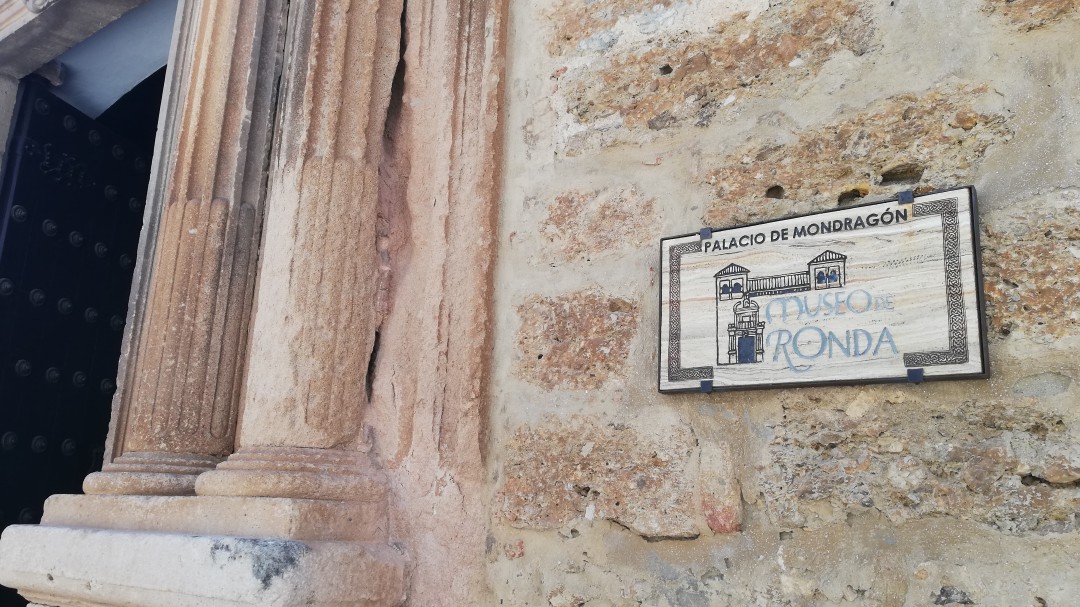 PALACIO DE MONDRAGÓN
MUSEO DE
RONDA